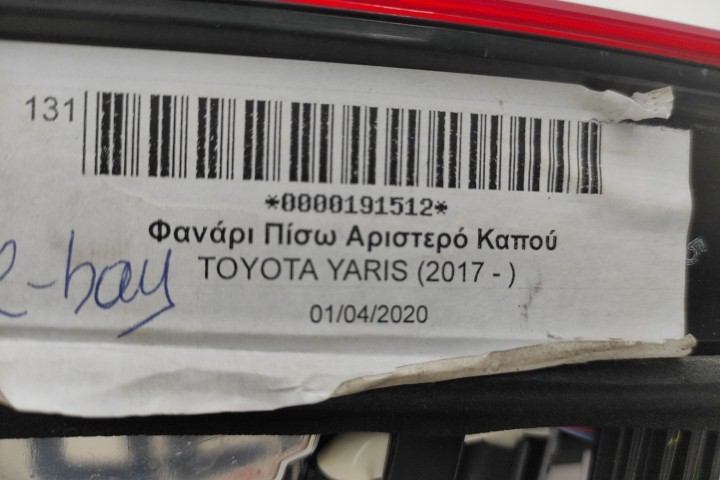 131
*0000191512*
Φανάρι Πίσω Αριστερό Καπού
e-bay
TOYOTA YARIS (2017 - )
01/04/2020